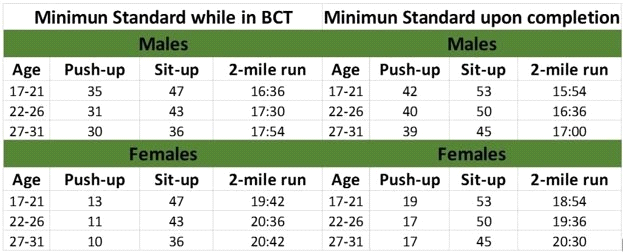 Minimun Standard while in BCT Minimun Standard upon completion
Males Males
Age Push-up Sit-up 2-mile run Age Push-up Sit-up 2-mile run
17-21 35 47 16:36 17-21 42 53 15:54
22-26 31 43 17:30 22-26 40 50 16:36
27-31 30 36 17:54 27-31 39 45 17:00
Females Females
Age Push-up Sit-up 2-mile run Age Push-up Sit-up 2-mile run
17-21 13 47 19:42 17-21 19 53 18:54
22-26 11 43 20:36 22-26 17 50 19:36
27-31 10 36 20:42 27-31 17 45 20:30